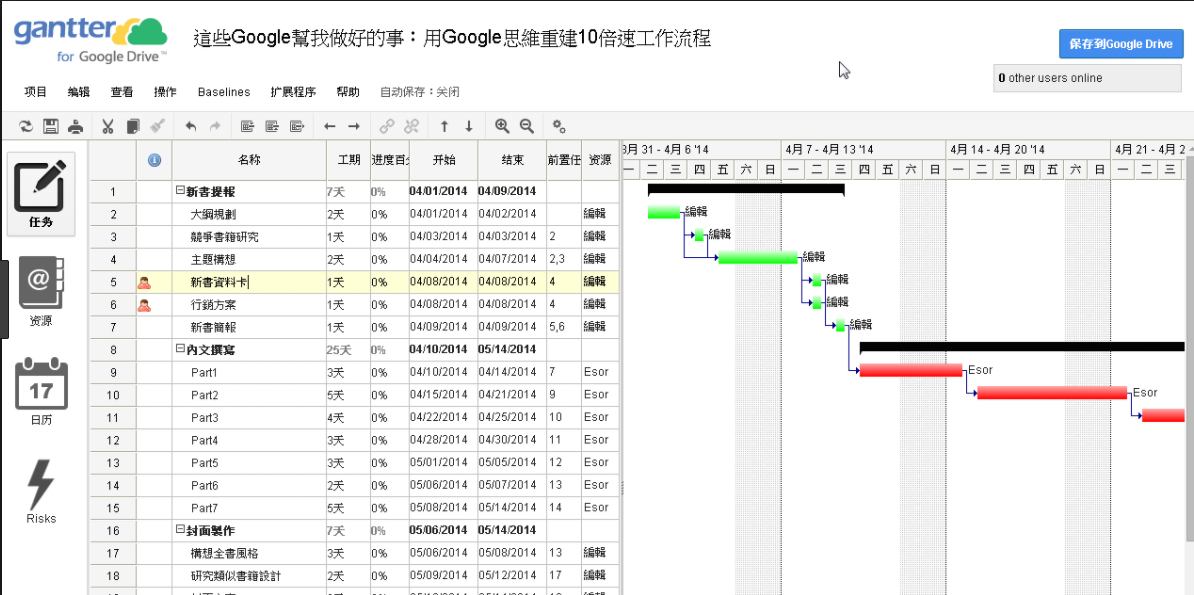 gantter
for Google Drive™
這些Google幫我做好的事：用Google思維重建10倍速工作流程
保存到Google Drive
0 other users online
项目 编辑 查看 操作 Baselines 扩展程序 帮助 自动保存：关闭
任务
@
资源
17
日历
Risks
名称 工期 进度百分 开始 结束 前置任 资源
1 新書提報 7天 0% 04/01/2014 04/09/2014
2 大綱規劃 2天 0% 04/01/2014 04/02/2014 編輯
3 競爭書籍研究 1天 0% 04/03/2014 04/03/2014 2 編輯
4 主題構想 2天 0% 04/04/2014 04/07/2014 2,3 編輯
5 新書資料卡 1天 0% 04/08/2014 04/08/2014 4 編輯
6 行銷方案 1天 0% 04/08/2014 04/08/2014 4 編輯
7 新書簡報 1天 0% 04/09/2014 04/09/2014 5,6 編輯
8 內文撰寫 25天 0% 04/10/2014 05/14/2014
9 Part1 3天 0% 04/10/2014 04/14/2014 7 Esor
10 Part2 5天 0% 04/15/2014 04/21/2014 9 Esor
11 Part3 4天 0% 04/22/2014 04/25/2014 10 Esor
12 Part4 3天 0% 04/28/2014 04/30/2014 11 Esor
13 Part5 3天 0% 05/01/2014 05/05/2014 12 Esor
14 Part6 2天 0% 05/06/2014 05/07/2014 13 Esor
15 Part7 5天 0% 05/08/2014 05/14/2014 14 Esor
16 封面製作 7天 0% 05/06/2014 05/14/2014
17 構想全書風格 3天 0% 05/06/2014 05/08/2014 13 編輯
18 研究類似書籍設計 2天 0% 05/09/2014 05/12/2014 17 編輯
3月 31 - 4月 6 '14 4月 7 - 4月 13 '14 4月 14 - 4月 20 '14 4月 21 - 4月 2
一 二 三 四 五 六 日 一 二 三 四 五 六 日 一 二 三 四 五 六 日 一 二 三
編輯
編輯
編輯
編輯
編輯
編輯
Esor
Esor